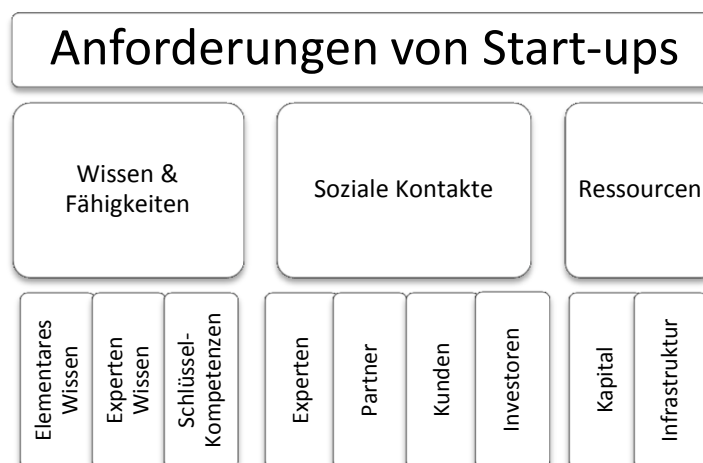 Anforderungen von Start-ups
Wissen &
Fähigkeiten
Soziale Kontakte
Ressourcen
Elementares
Wissen
Experten
Wissen
Schlüssel-
Kompetenzen
Experten
Partner
Kunden
Investoren
Kapital
Infrastruktur